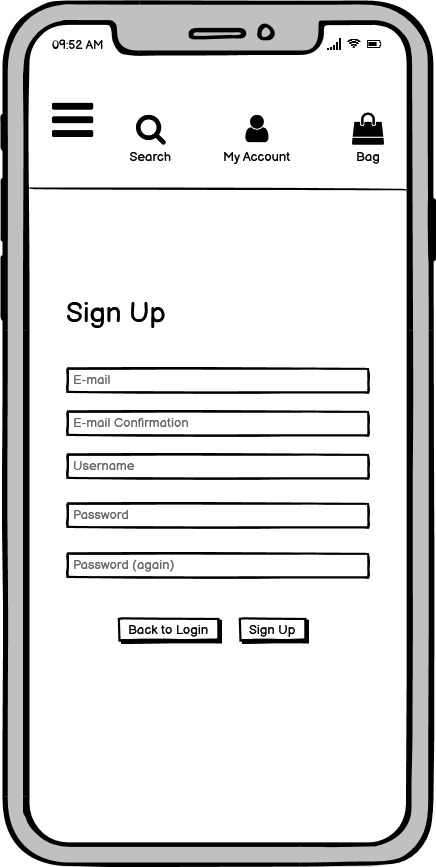 09:52 AM
Search
My Account
Bag
Sign Up
E-mail
E-mail Confirmation
Username
Password
Password (again)
Back to Login
Sign Up